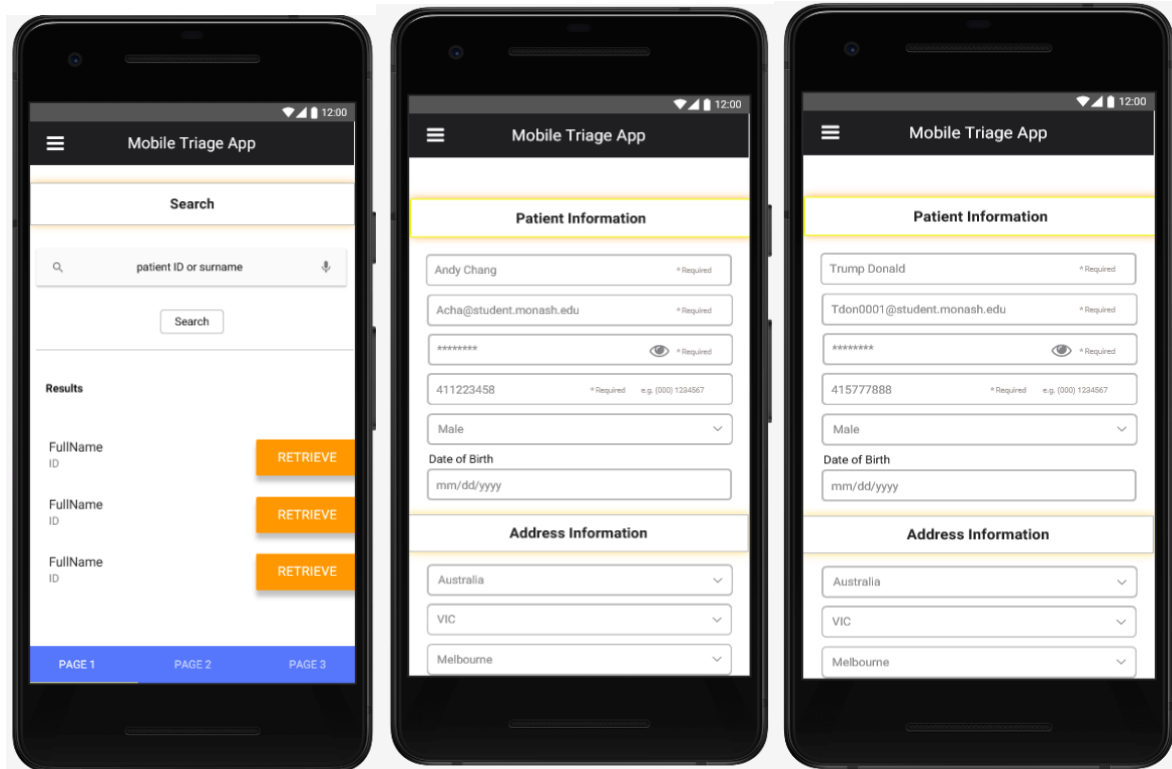 12:00
Mobile Triage App
Search
patient ID or surname
Search
Results
FullName
ID
RETRIEVE
FullName
ID
RETRIEVE
FullName
ID
RETRIEVE
PAGE 1 PAGE 2 PAGE 3
12:00
Mobile Triage App
Patient Information
Andy Chang * Required
Acha@student.monash.edu * Required
******** * Required
411223458 * Required e.g. (000) 1234567
Male
Date of Birth
mm/dd/yyyy
Address Information
Australia
VIC
Melbourne
12:00
Mobile Triage App
Patient Information
Trump Donald * Required
Tdon0001@student.monash.edu * Required
******** * Required
415777888 * Required e.g. (000) 1234567
Male
Date of Birth
mm/dd/yyyy
Address Information
Australia
VIC
Melbourne